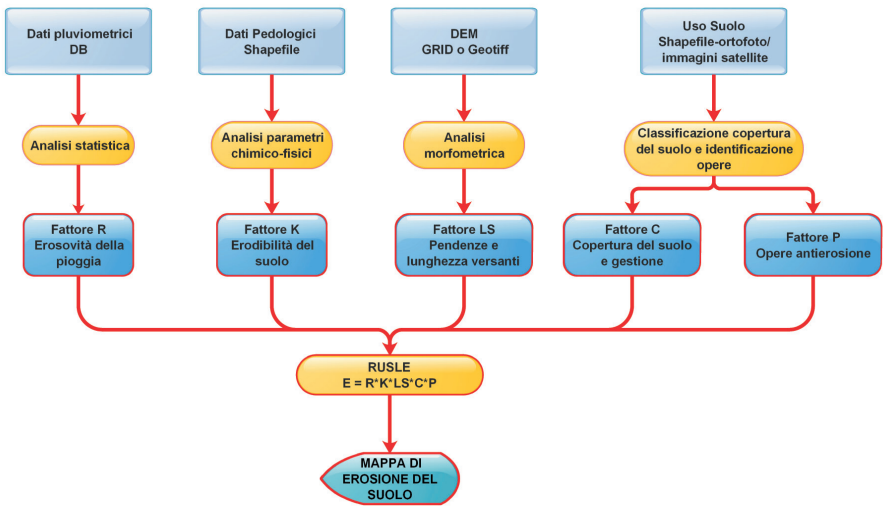 Dati pluviometrici
DB
Dati Pedologici
Shapefile
DEM
GRID o Geotiff
Uso Suolo
Shapefile-ortofoto/
immagini satellite
Analisi statistica
Analisi parametri
chimico-fisici
Analisi
morfometrica
Classificazione copertura
del suolo e identificazione
opere
Fattore R
Erosovità della
pioggia
Fattore K
Erodibilità del
suolo
Fattore LS
Pendenze e
lunghezza versanti
Fattore C
Copertura del suolo
e gestione
Fattore P
Opere antierosione
RUSLE
E = R*K*LS*C*P
MAPPA DI
EROSIONE DEL
SUOLO